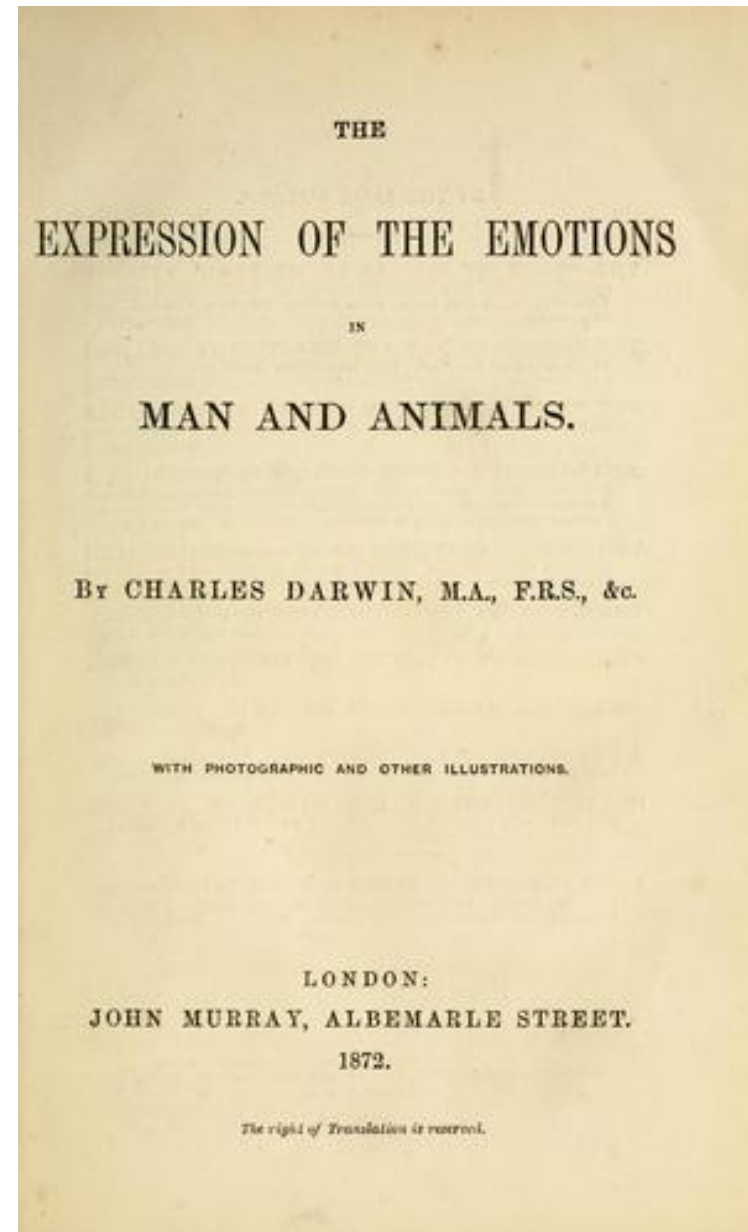 THE
EXPRESSION OF THE EMOTIONS
IN
MAN AND ANIMALS.
By CHARLES DARWIN, M.A., F.R.S., &c.
WITH PHOTOGRAPHIC AND OTHER ILLUSTRATIONS.
LONDON:
JOHN MURRAY, ALBEMARLE STREET.
1872.
The right of Translation is reserved.